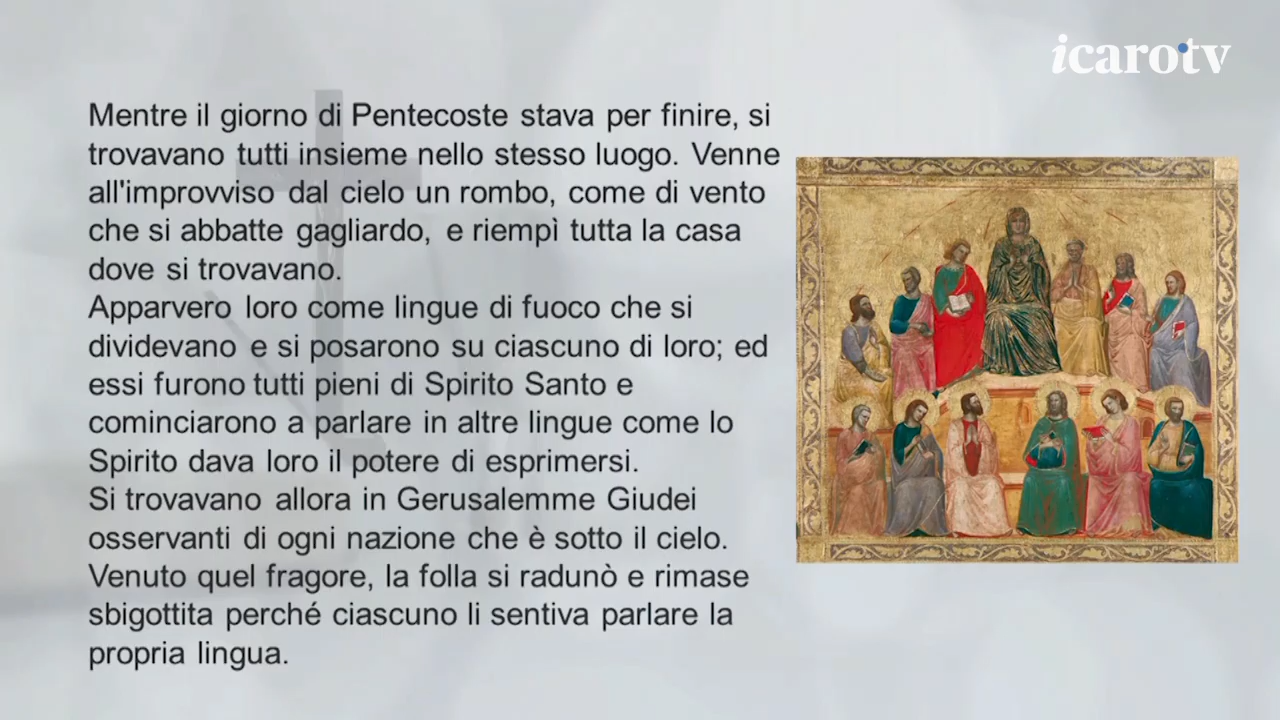 icarotv
Mentre il giorno di Pentecoste stava per finire, si
trovavano tutti insieme nello stesso luogo. Venne
all'improvviso dal cielo un rombo, come di vento
che si abbatte gagliardo, e riempì tutta la casa
dove si trovavano.
Apparvero loro come lingue di fuoco che si
dividevano e si posarono su ciascuno di loro; ed
essi furono tutti pieni di Spirito Santo e
cominciarono a parlare in altre lingue come lo
Spirito dava loro il potere di esprimersi.
Si trovavano allora in Gerusalemme Giudei
osservanti di ogni nazione che è sotto il cielo.
Venuto quel fragore, la folla si radunò e rimase
sbigottita perché ciascuno li sentiva parlare la
propria lingua.